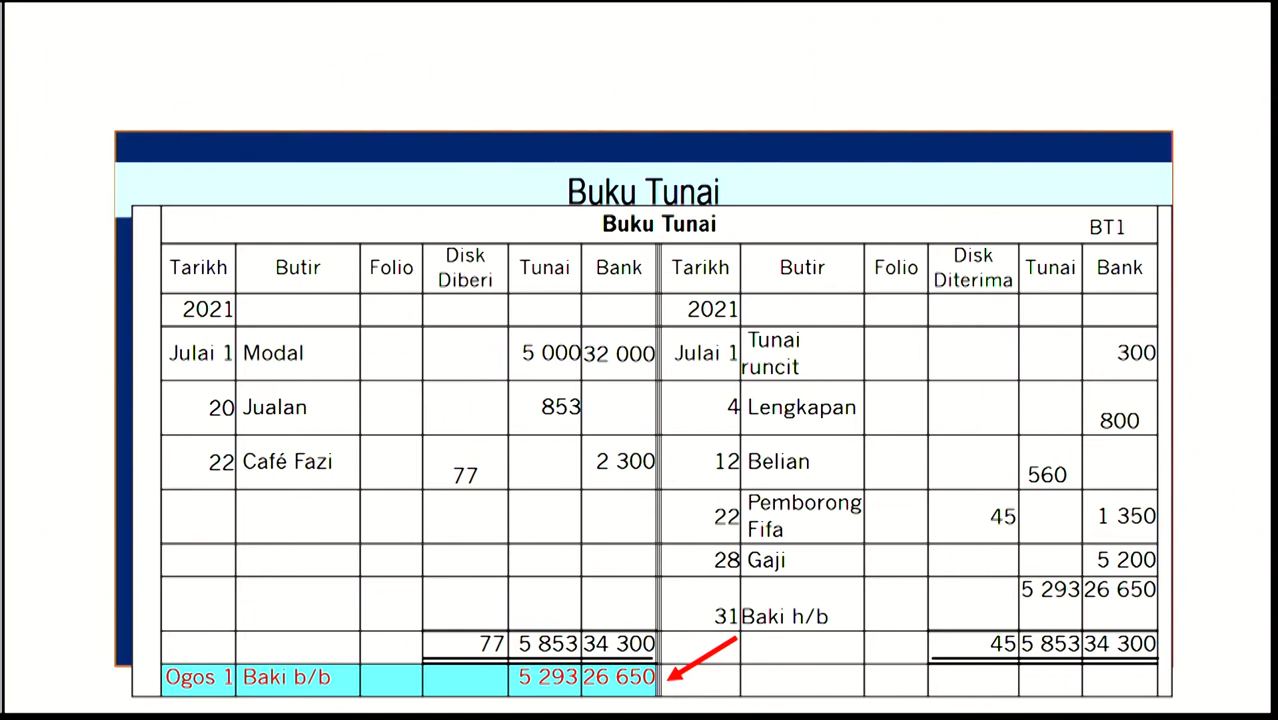 Buku Tunai
Buku Tunai
BT1
Tarikh Butir Folio Disk Diberi Tunai Bank Tarikh Butir Folio Disk Diterima Tunai Bank
2021 2021
Julai 1 Modal 5 000 32 000 Julai 1 Tunai runcit 300
20 Jualan 853 4 Lengkapan 800
22 Café Fazi 77 2 300 12 Belian 560
22 Pemborong Fifa 45 1 350
28 Gaji 5 200
31 Baki h/b 5 293 26 650
77 5 853 34 300 45 5 853 34 300
Ogos 1 Baki b/b 5 293 26 650